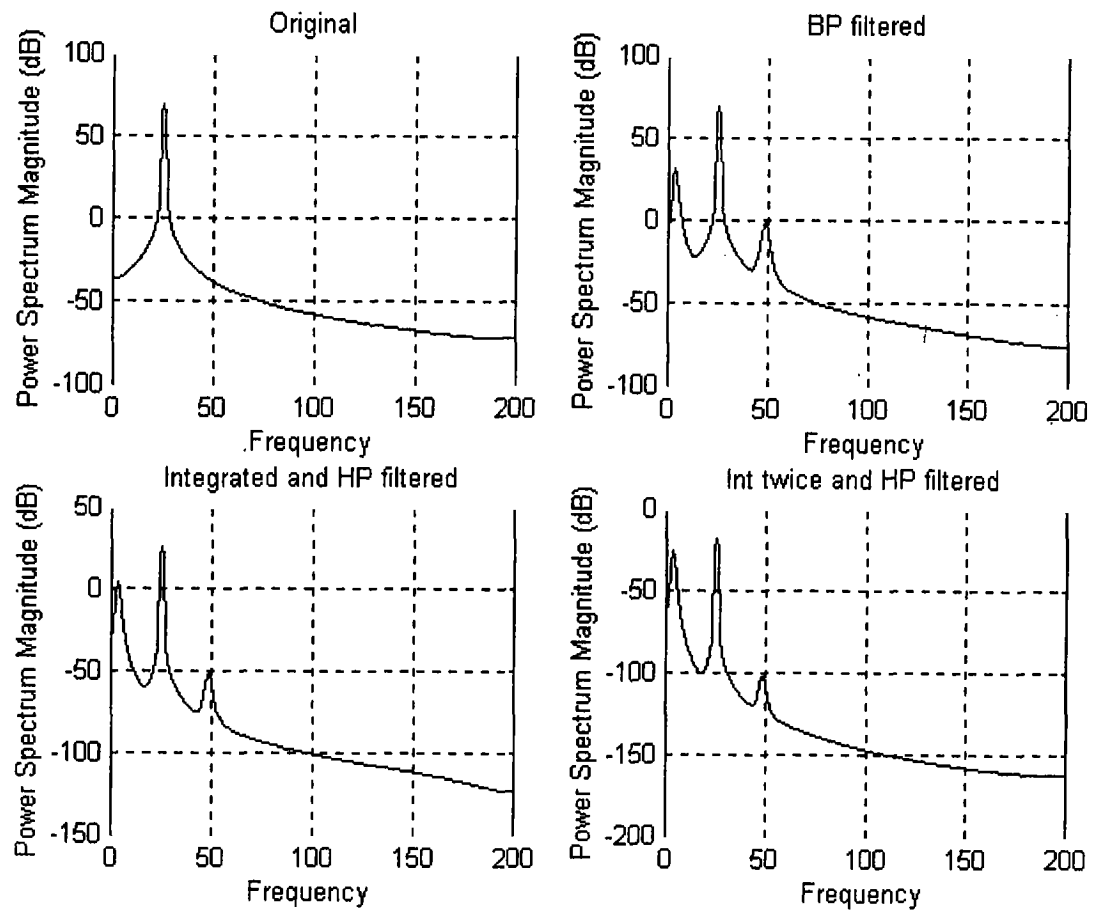 Original
Power Spectrum Magnitude (dB)
100
50
0
-50
-100
0 50 100 150 200
Frequency
BP filtered
Power Spectrum Magnitude (dB)
100
50
0
-50
-100
0 50 100 150 200
Frequency
Integrated and HP filtered
Power Spectrum Magnitude (dB)
50
0
-50
-100
-150
0 50 100 150 200
Frequency
Int twice and HP filtered
Power Spectrum Magnitude (dB)
0
-50
-100
-150
-200
0 50 100 150 200
Frequency